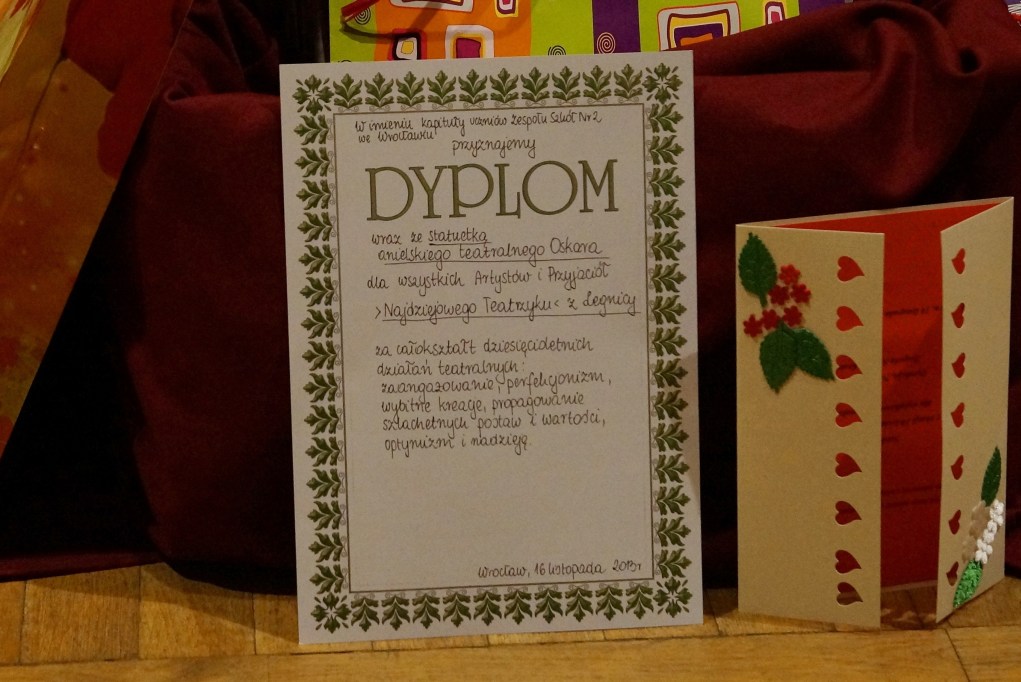 W imieniu kapituły uczniów Zespołu Szkół Nr 2
we Wrocławiu
przyznajemy
DYPLOM
wraz ze statuetką
anielskiego teatralnego Oskara
dla wszystkich Artystów i Przyjaciół
>Najdziejowego Teatrzyku< z Legnicy
za całokształt dziesięcioletnich
działań teatralnych:
zaangażowanie, perfekcjonizm,
wybitne kreacje, propagowanie
szlachetnych postaw i wartości,
optymizm i nadzieję.
Wrocław, 16 listopada 2013r